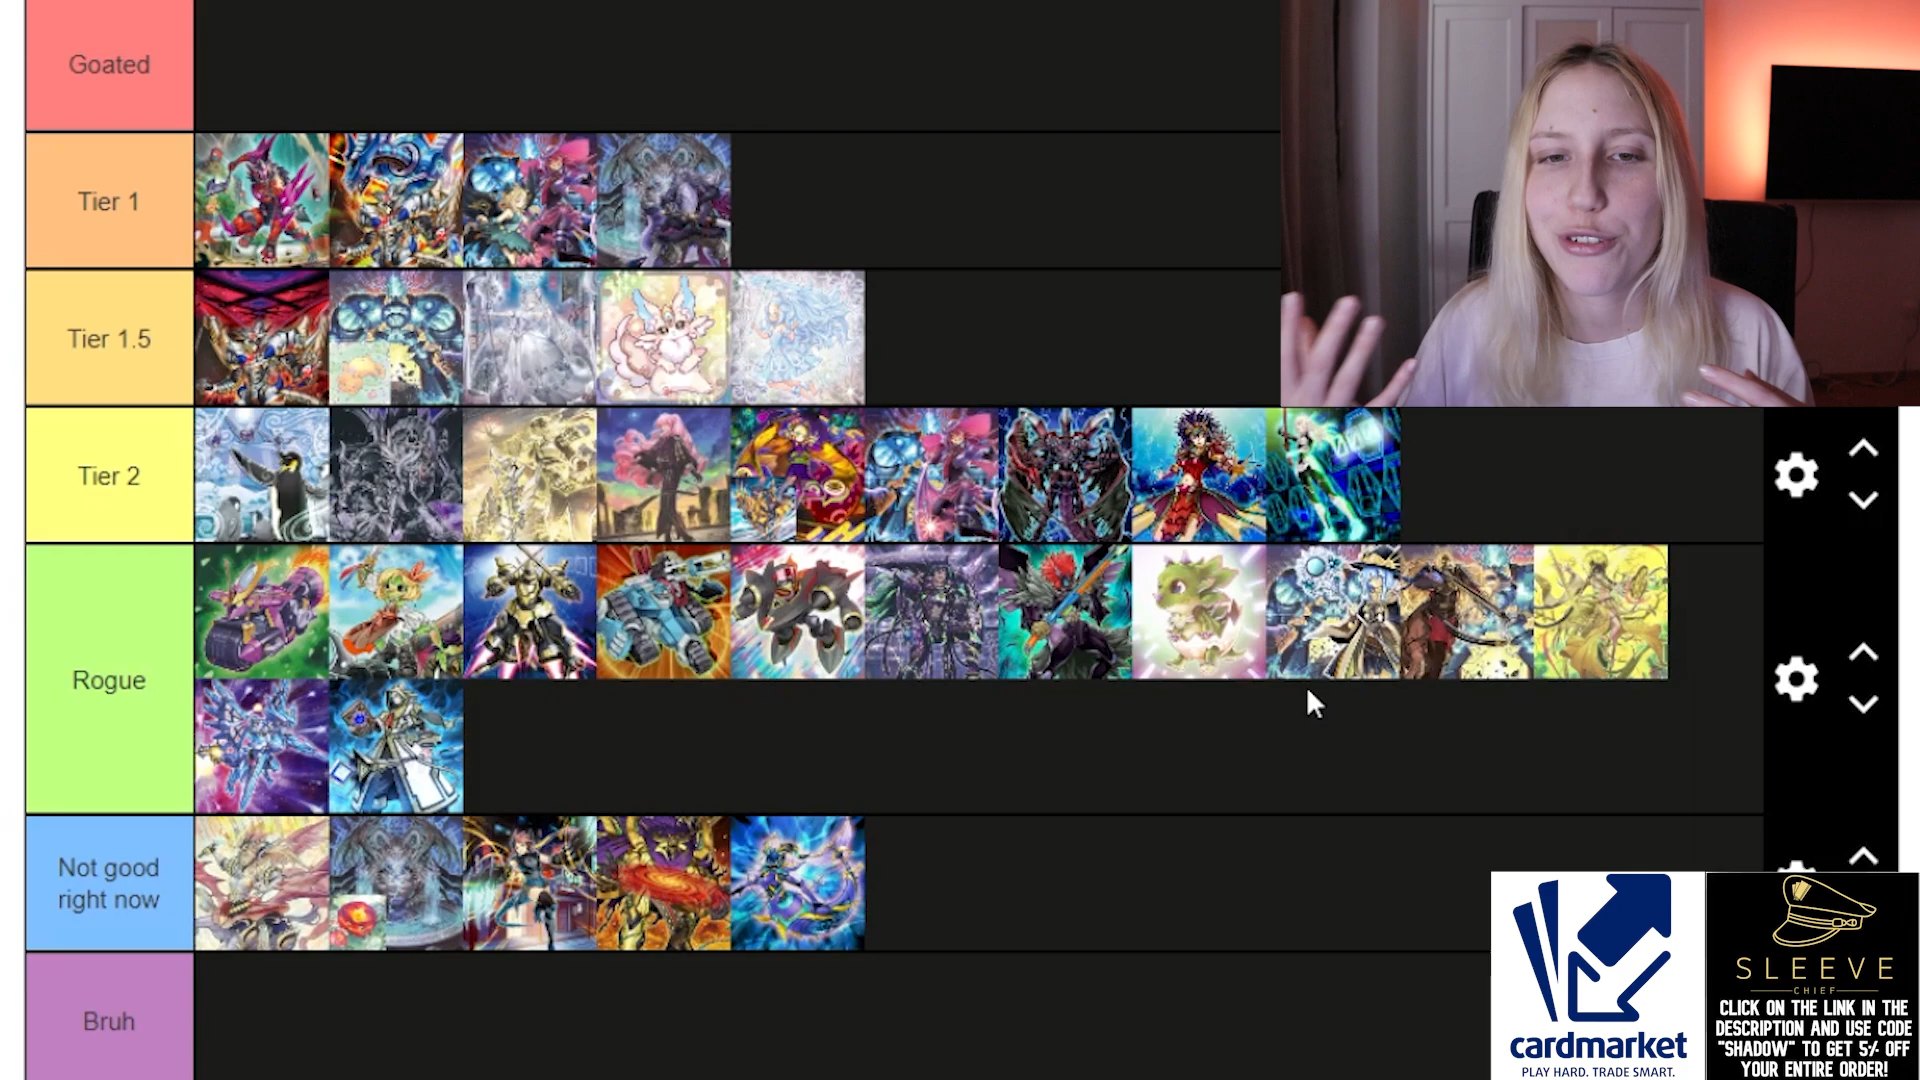 Goated
Tier 1
Tier 1.5
Tier 2
Rogue
Not good
right now
Bruh
cardmarket
PLAY HARD. TRADE SMART.
SLEEVE
CHIEF
CLICK ON THE LINK IN THE
DESCRIPTION AND USE CODE
"SHADOW" TO GET 5% OFF
YOUR ENTIRE ORDER!